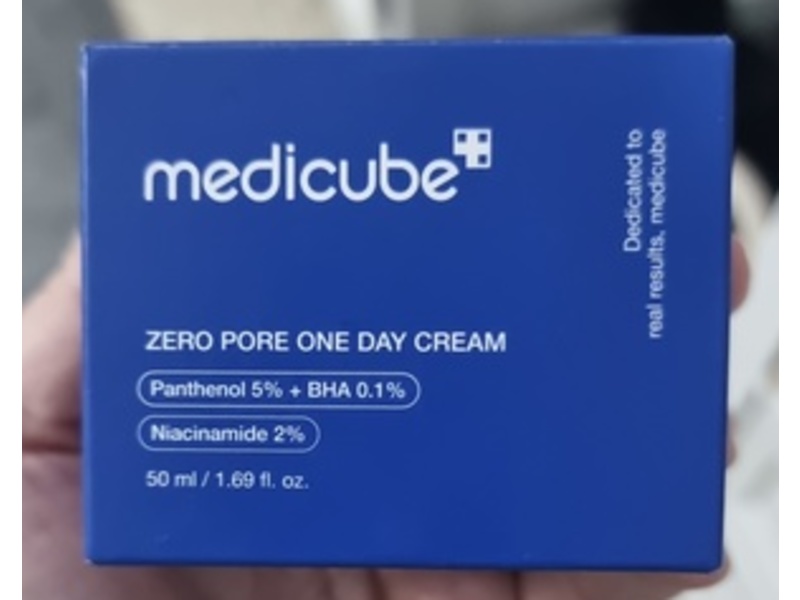 medicube
ZERO PORE ONE DAY CREAM
Panthenol 5% + BHA 0.1%
Niacinamide 2%
50 ml / 1.69 fl. oz.
Dedicated to
real results, medicube